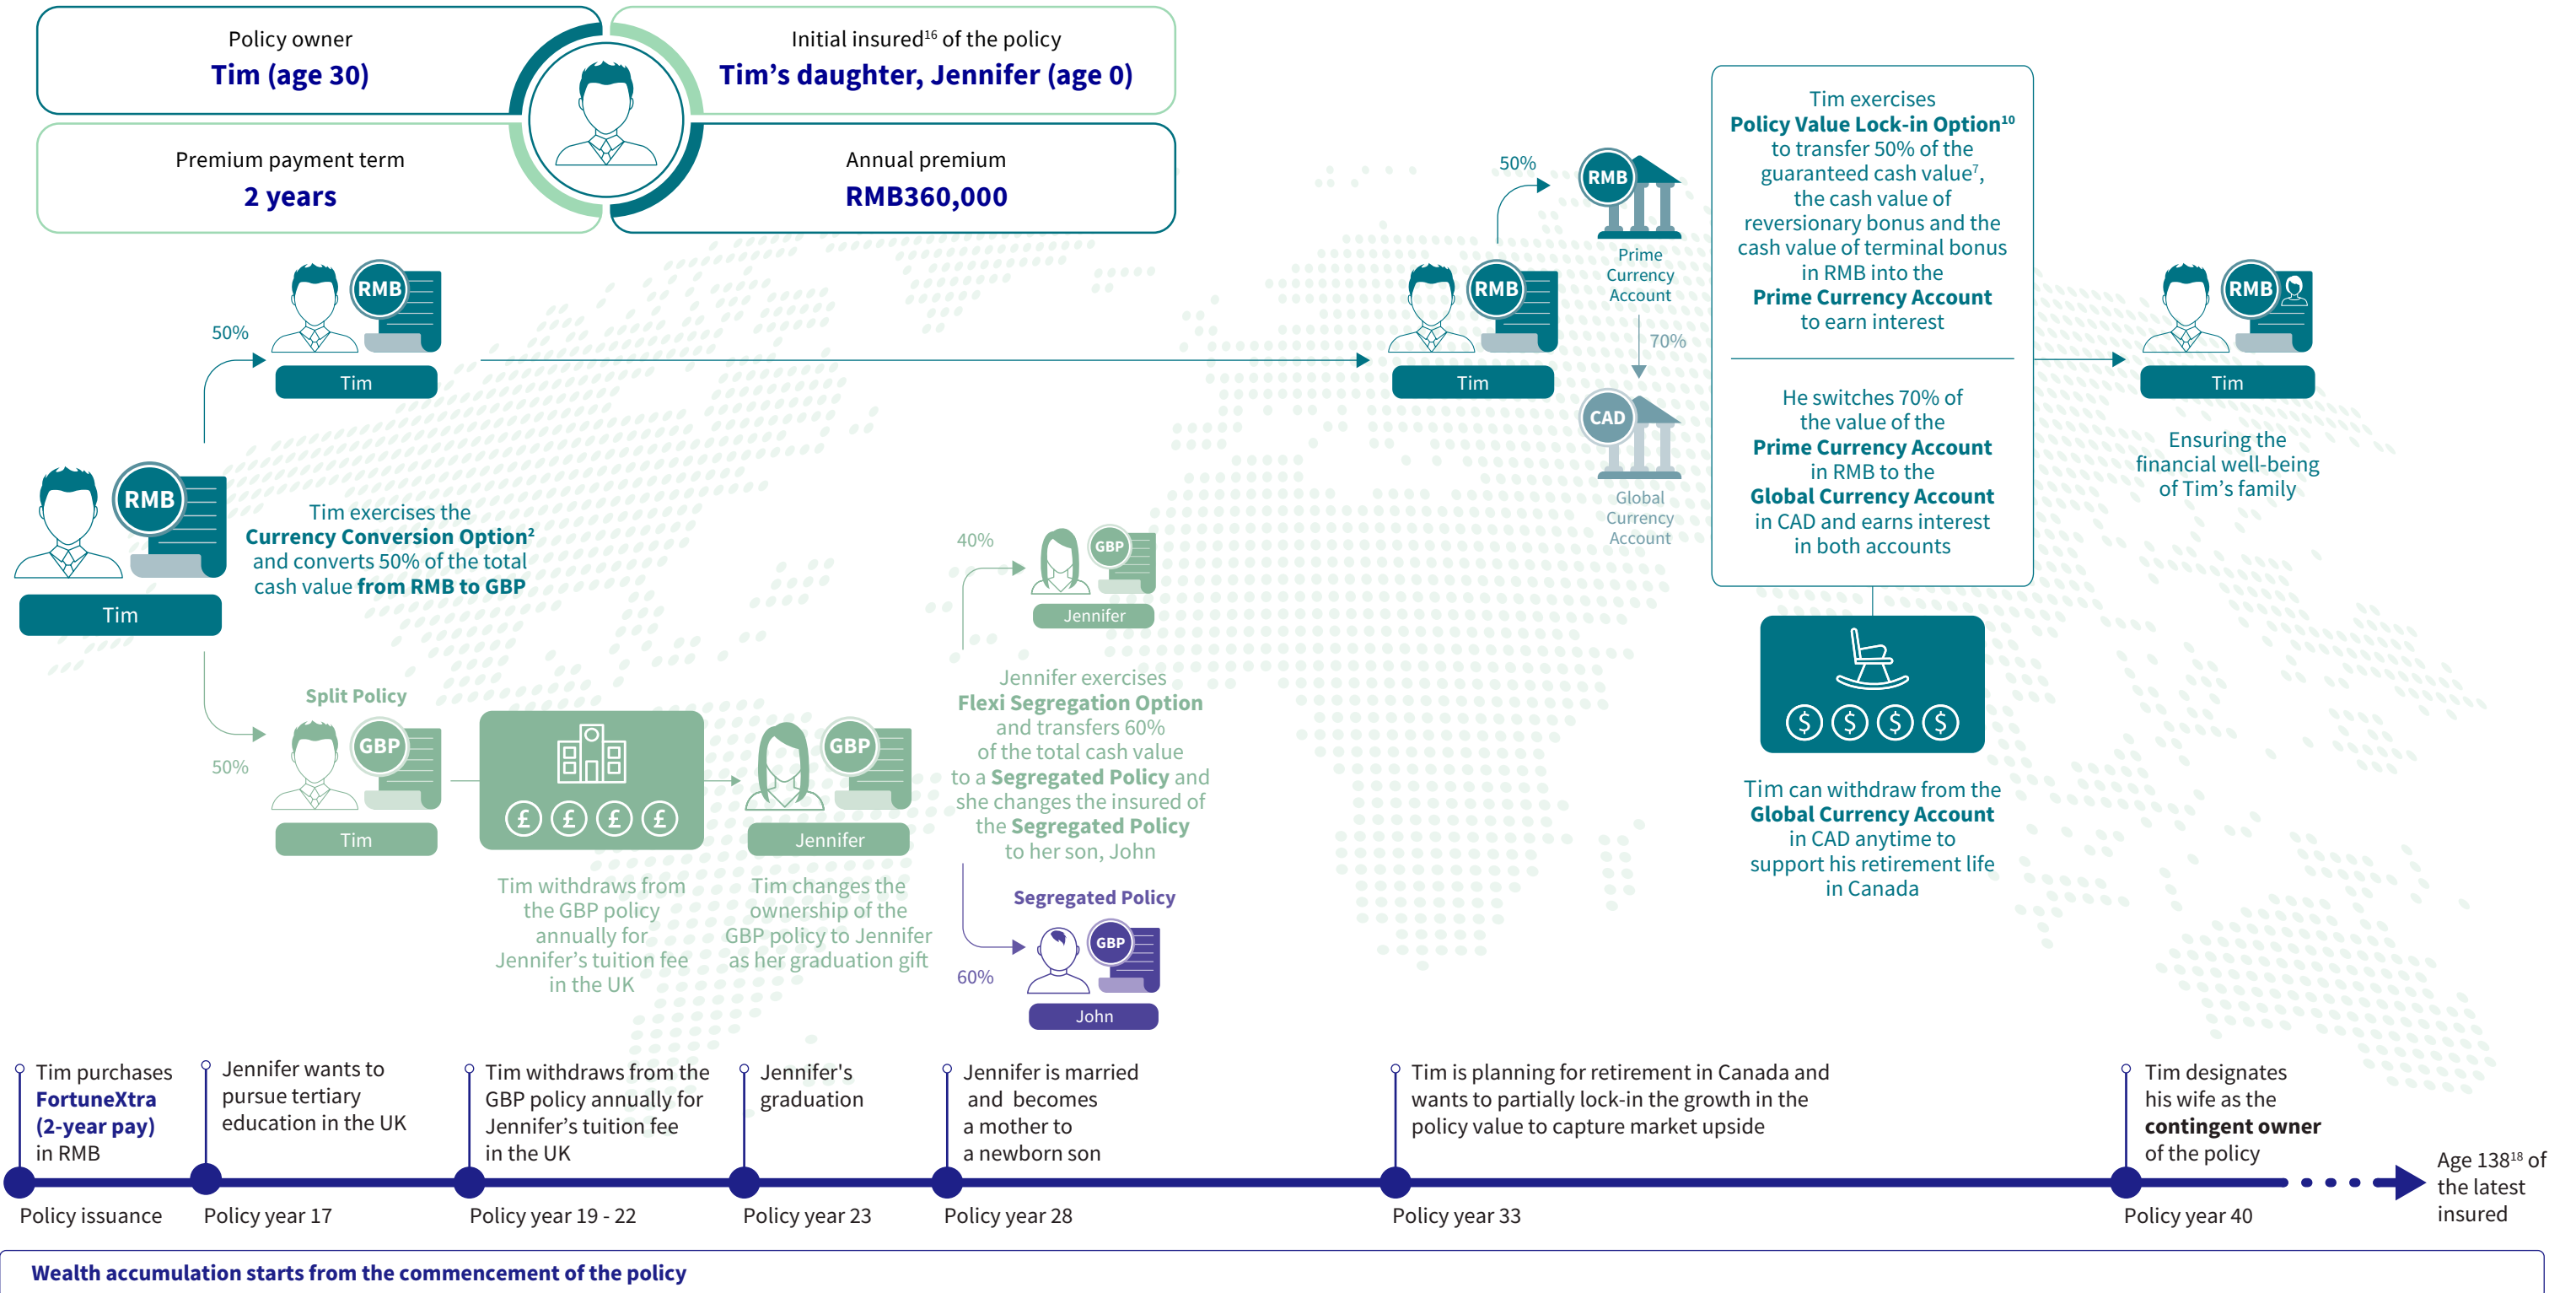 Policy owner
Tim (age 30)
Initial insured16 of the policy
Tim’s daughter, Jennifer (age 0)
Premium payment term
2 years
Annual premium
RMB360,000
RMB
Tim
Tim exercises the
Currency Conversion Option2
and converts 50% of the total
cash value from RMB to GBP
50%
RMB
Tim
50%
Split Policy
GBP
Tim
£ £ £ £
Tim withdraws from
the GBP policy
annually for
Jennifer’s tuition fee
in the UK
GBP
Jennifer
Tim changes the
ownership of the
GBP policy to Jennifer
as her graduation gift
40%
GBP
Jennifer
Jennifer exercises
Flexi Segregation Option
and transfers 60%
of the total cash value
to a Segregated Policy and
she changes the insured of
the Segregated Policy
to her son, John
Segregated Policy
60%
GBP
John
RMB
Tim
50%
RMB
Prime
Currency
Account
70%
CAD
Global
Currency
Account
Tim exercises
Policy Value Lock-in Option10
to transfer 50% of the
guaranteed cash value7,
the cash value of
reversionary bonus and the
cash value of terminal bonus
in RMB into the
Prime Currency Account
to earn interest
He switches 70% of
the value of the
Prime Currency Account
in RMB to the
Global Currency Account
in CAD and earns interest
in both accounts
$ $ $ $
Tim can withdraw from the
Global Currency Account
in CAD anytime to
support his retirement life
in Canada
RMB
Tim
Ensuring the
financial well-being
of Tim’s family
Tim purchases
FortuneXtra
(2-year pay)
in RMB
Policy issuance
Jennifer wants to
pursue tertiary
education in the UK
Policy year 17
Tim withdraws from the
GBP policy annually for
Jennifer’s tuition fee
in the UK
Policy year 19 - 22
Jennifer's
graduation
Policy year 23
Jennifer is married
and becomes
a mother to
a newborn son
Policy year 28
Tim is planning for retirement in Canada and
wants to partially lock-in the growth in the
policy value to capture market upside
Policy year 33
Tim designates
his wife as the
contingent owner
of the policy
Policy year 40
Age 13818 of
the latest
insured
Wealth accumulation starts from the commencement of the policy